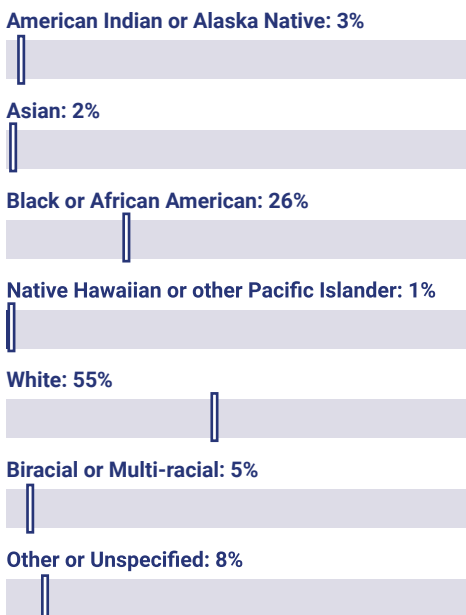 American Indian or Alaska Native: 3%
Asian: 2%
Black or African American: 26%
Native Hawaiian or other Pacific Islander: 1%
White: 55%
Biracial or Multi-racial: 5%
Other or Unspecified: 8%